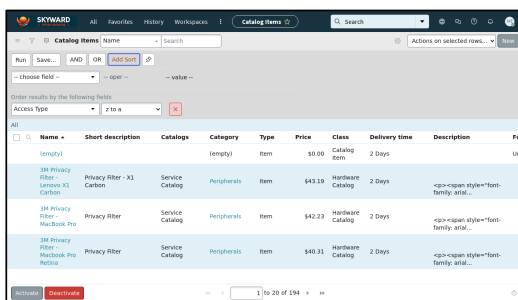 SKYWARD
All Favorites History Workspaces Catalog Items Search
Catalog Items Name Search Actions on selected rows... New
Run Save... AND OR Add Sort
-- choose field -- -- oper -- -- value --
Order results by the following fields
Access Type z to a
All
Name Short description Catalogs Category Type Price Class Delivery time Description
(empty) (empty) Item $0.00 Catalog Item 2 Days
3M Privacy Filter - Lenovo X1 Carbon Privacy Filter - X1 Carbon Service Catalog Peripherals Item $43.19 Hardware Catalog 2 Days <p><span style="font-family: arial...
3M Privacy Filter - MacBook Pro Privacy Filter Service Catalog Peripherals Item $42.23 Hardware Catalog 2 Days <p><span style="font-family: arial...
3M Privacy Filter - Macbook Pro Retina Privacy Filter Service Catalog Peripherals Item $40.31 Hardware Catalog 2 Days <p><span style="font-family: arial...
Activate Deactivate 1 to 20 of 194